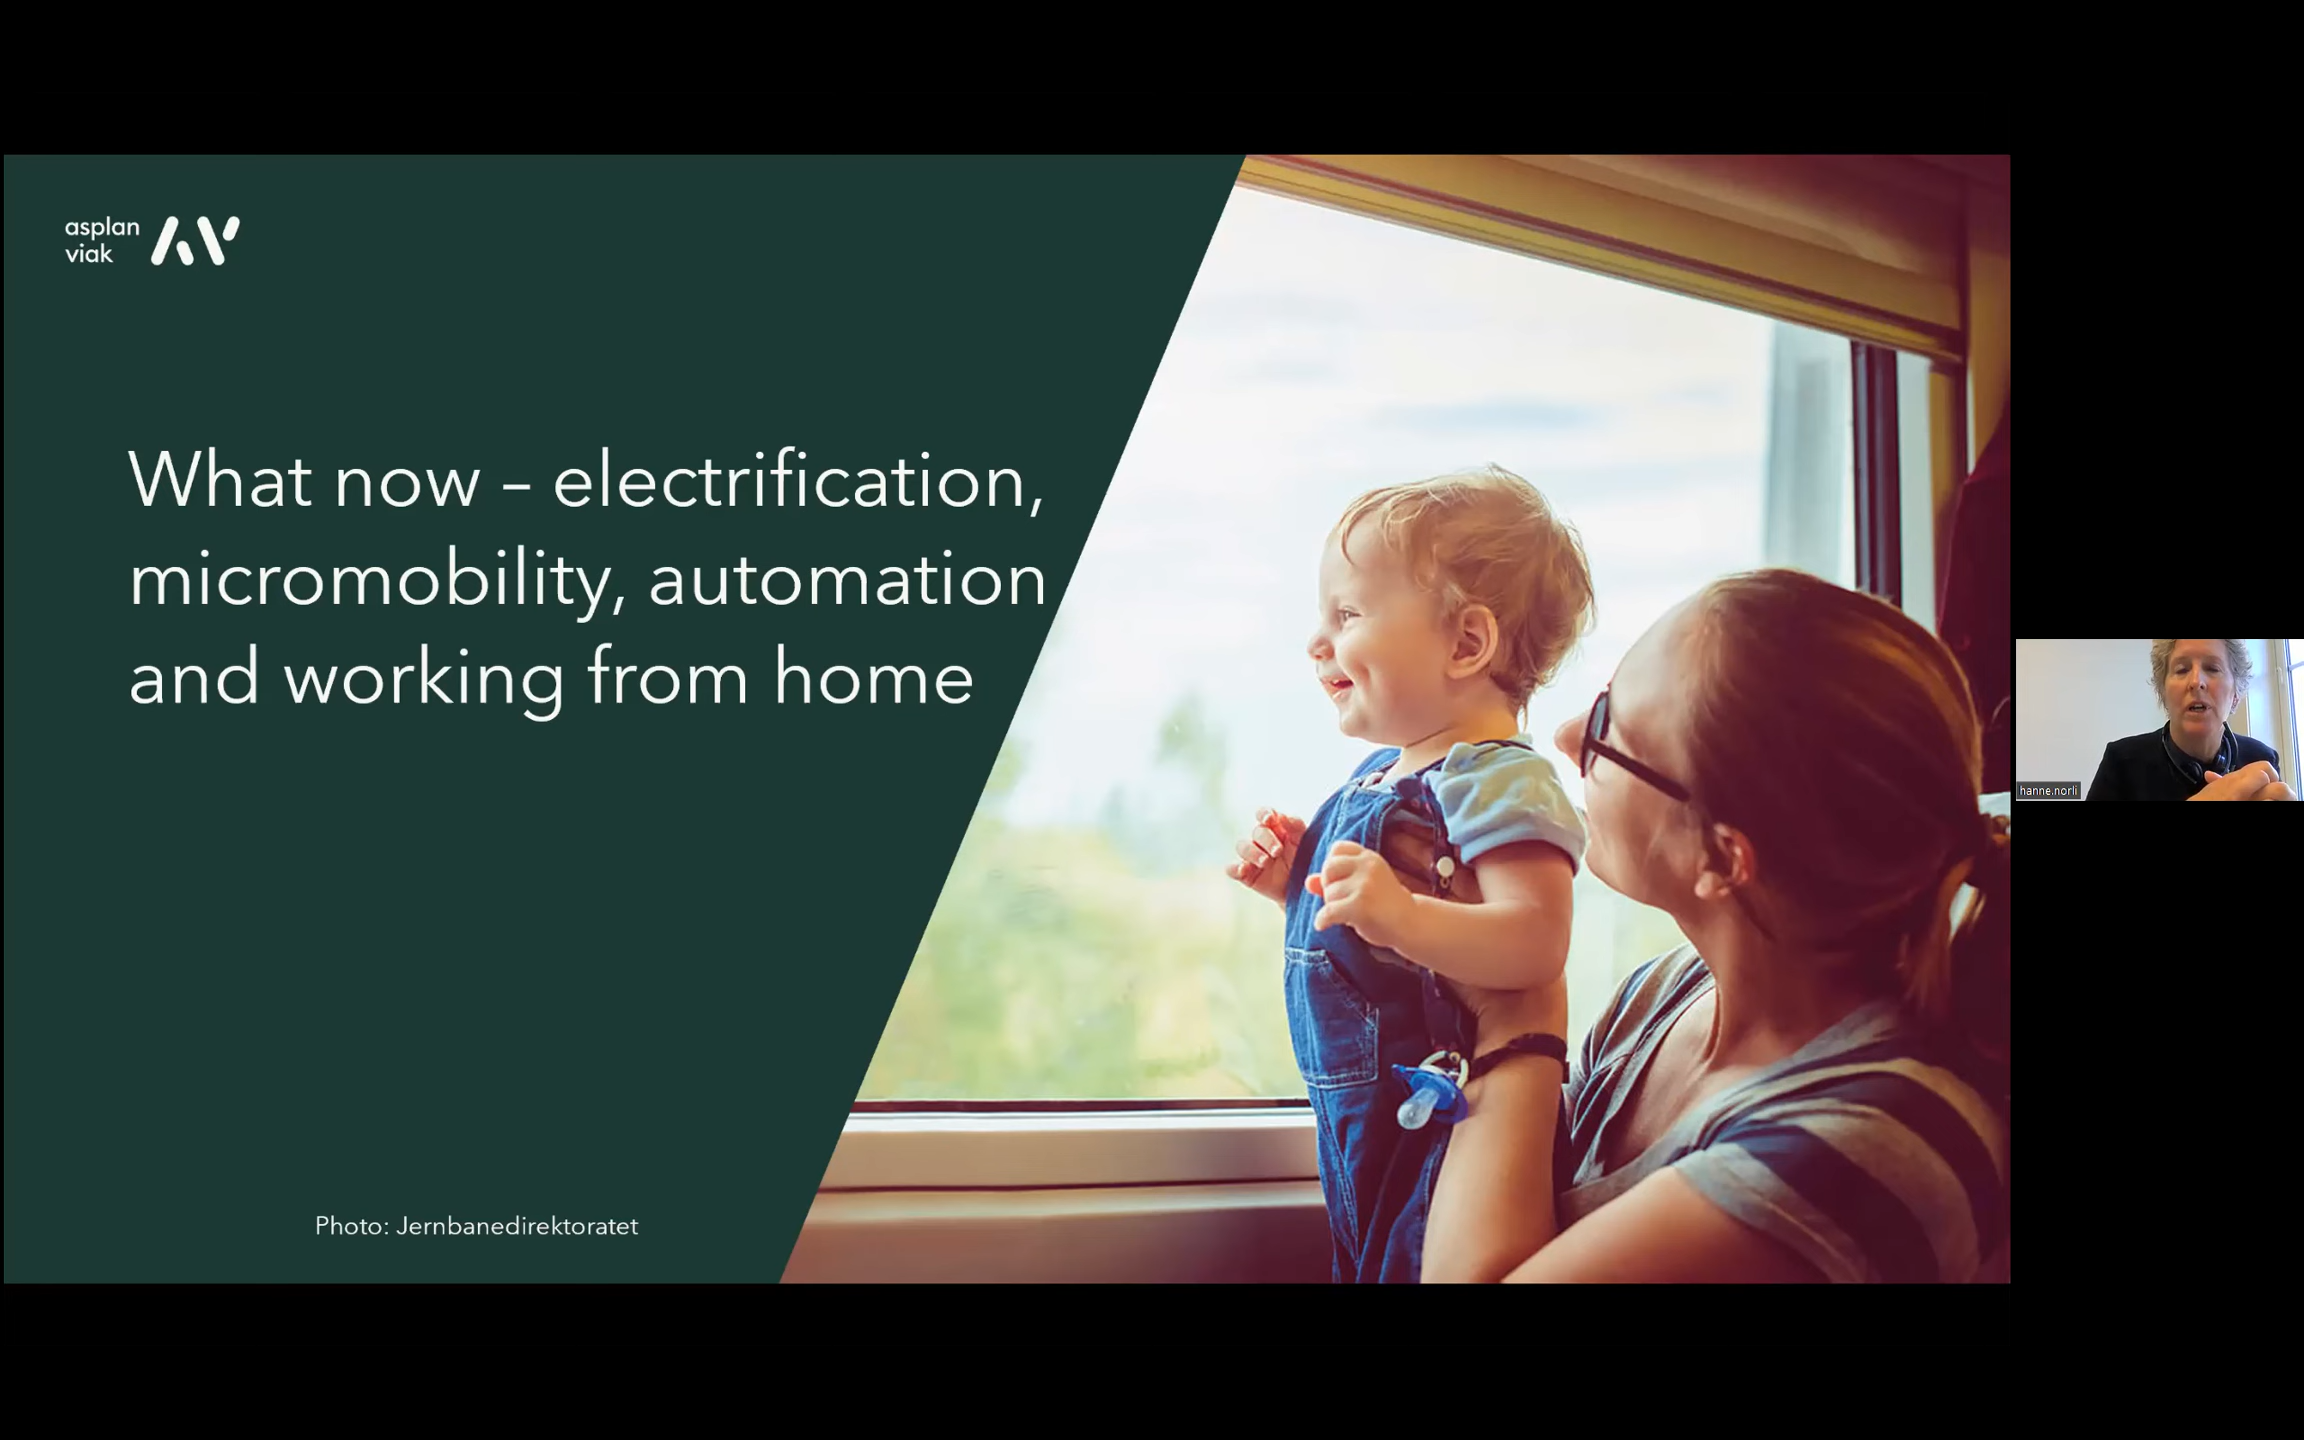 asplan
viak
What now – electrification,
micromobility, automation
and working from home
Photo: Jernbanedirektoratet
hanne.norli